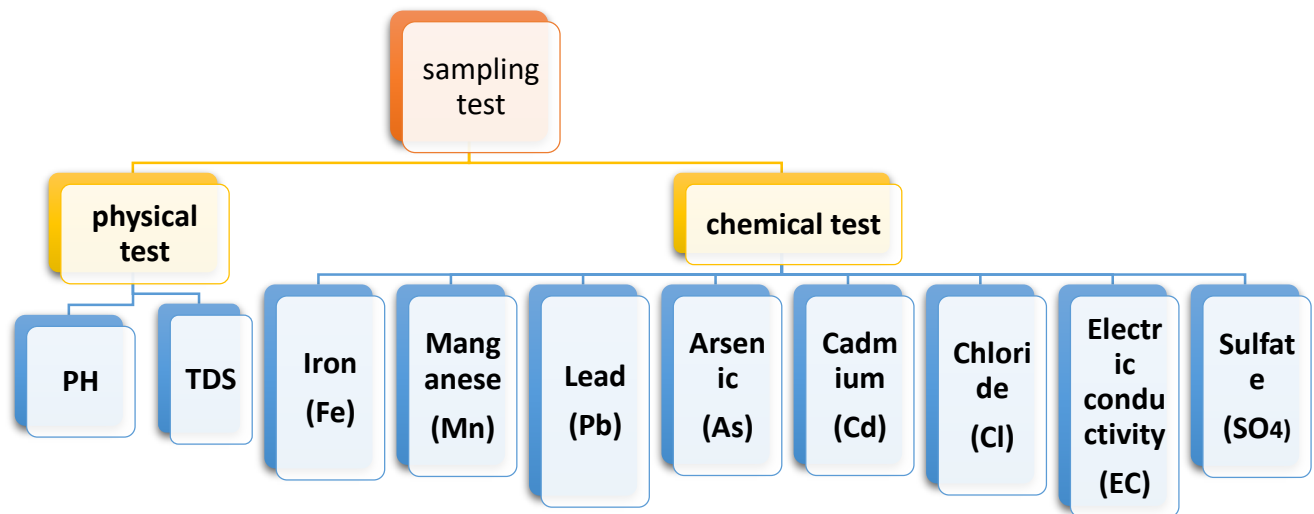 sampling
test
physical
test
chemical test
PH
TDS
Iron
(Fe)
Mang
anese
(Mn)
Lead
(Pb)
Arsen
ic
(As)
Cadm
ium
(Cd)
Chlori
de
(Cl)
Electr
ic
condu
ctivity
(EC)
Sulfat
e
(SO4)